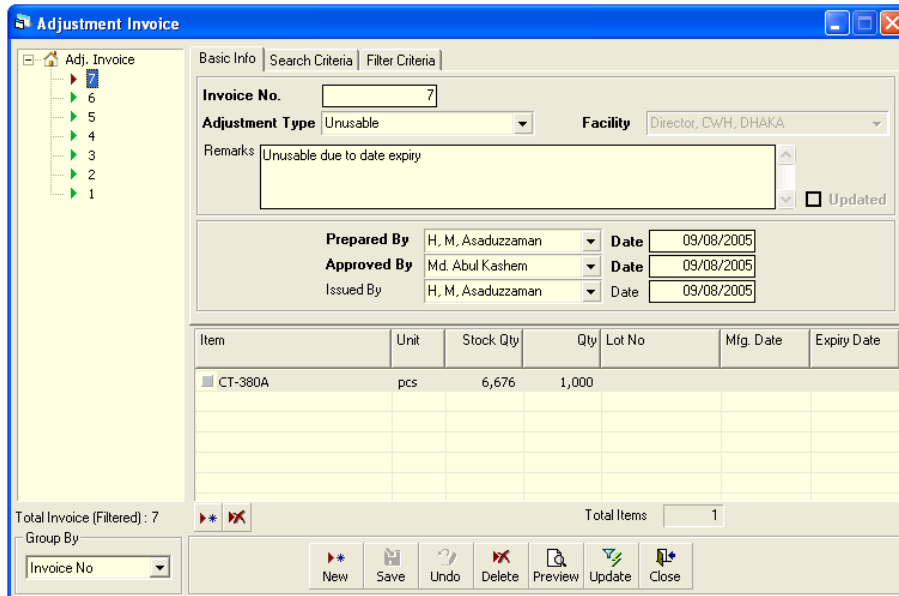 Adjustment Invoice
Adj. Invoice
7
6
5
4
3
2
1
Total Invoice (Filtered) : 7
Group By
Invoice No
Basic Info Search Criteria Filter Criteria
Invoice No. 7
Adjustment Type Unusable Facility Director, CWH, DHAKA
Remarks Unusable due to date expiry
Updated
Prepared By H, M, Asaduzzaman Date 09/08/2005
Approved By Md. Abul Kashem Date 09/08/2005
Issued By H, M, Asaduzzaman Date 09/08/2005
Item Unit Stock Qty Qty Lot No Mfg. Date Expiry Date
CT-380A pcs 6,676 1,000
Total Items 1
New Save Undo Delete Preview Update Close